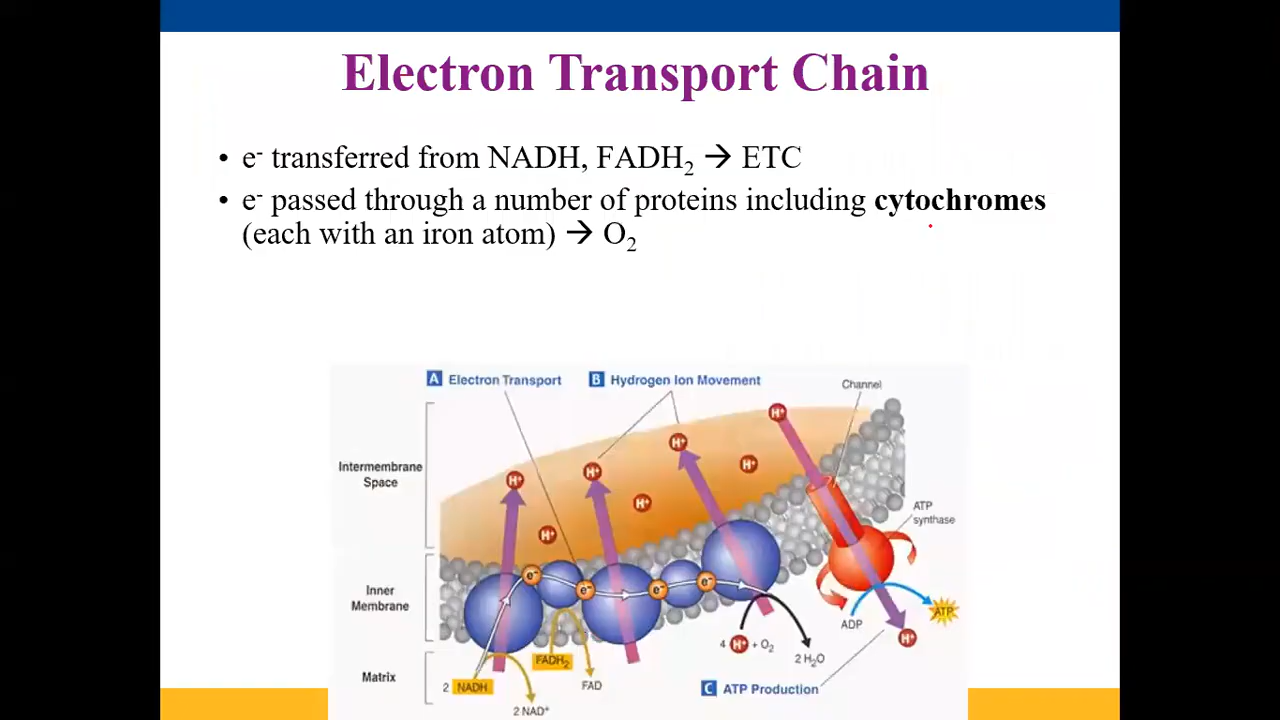 Electron Transport Chain
• e⁻ transferred from NADH, FADH₂ → ETC
• e⁻ passed through a number of proteins including cytochromes
(each with an iron atom) → O₂
A Electron Transport
B Hydrogen Ion Movement
Channel
H⁺
H⁺
Intermembrane
Space
H⁺
H⁺
H⁺
H⁺
ATP
synthase
H⁺
e⁻
e⁻
e⁻
e⁻
Inner
Membrane
ADP
ATP
H⁺
4 H⁺ + O₂
2 H₂O
FADH₂
FAD
Matrix
2 NADH
2 NAD⁺
C ATP Production